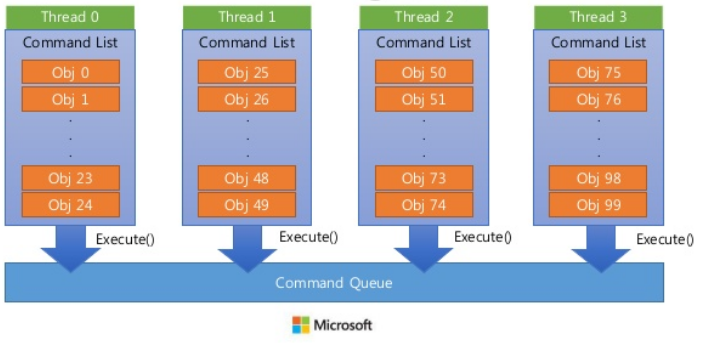 Thread 0
Thread 1
Thread 2
Thread 3
Command List
Command List
Command List
Command List
Obj 0
Obj 25
Obj 50
Obj 75
Obj 1
Obj 26
Obj 51
Obj 76
.
.
.
.
.
.
.
.
.
.
.
.
Obj 23
Obj 48
Obj 73
Obj 98
Obj 24
Obj 49
Obj 74
Obj 99
Execute()
Execute()
Execute()
Execute()
Command Queue
Microsoft